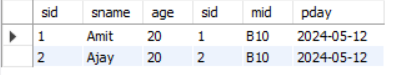 sid sname age sid mid pday
1 Amit 20 1 B10 2024-05-12
2 Ajay 20 2 B10 2024-05-12